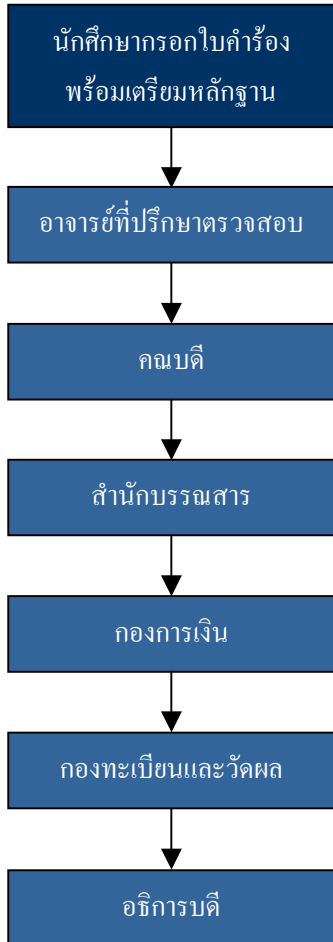 นักศึกษากรอกใบคำร้อง
พร้อมเตรียมหลักฐาน
อาจารย์ที่ปรึกษาตรวจสอบ
คณบดี
สำนักบรรณสาร
กองการเงิน
กองทะเบียนและวัดผล
อธิการบดี